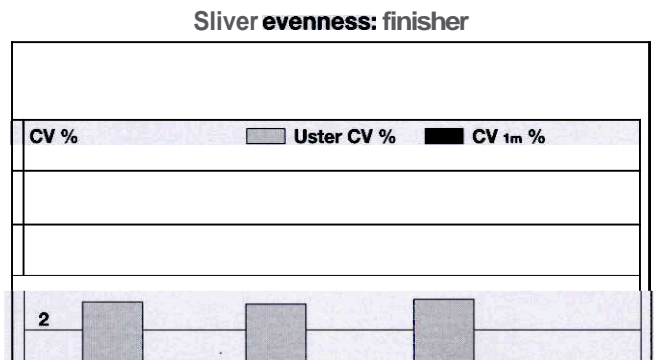 Sliver evenness: finisher
CV % Uster CV % CV 1m %
2